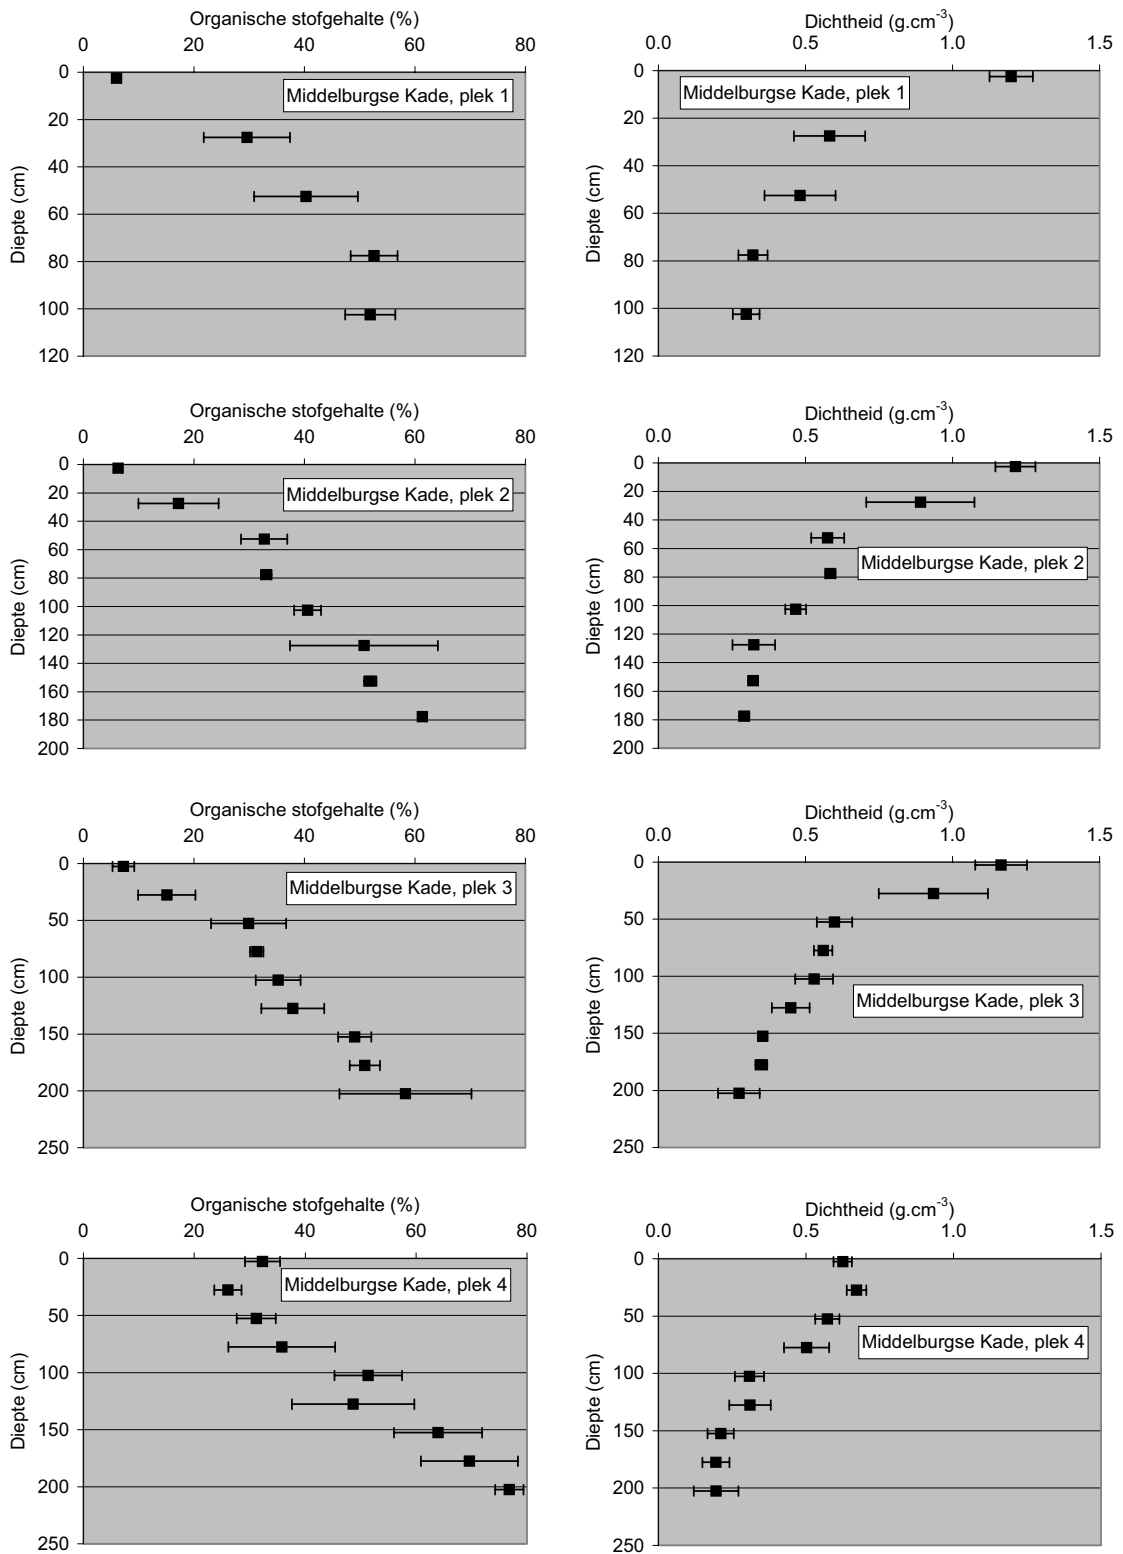 Organische stofgehalte (%)
0 20 40 60 80
0
20
40
60
80
100
120
Diepte (cm)
Middelburgse Kade, plek 1
Dichtheid (g.cm-3)
0.0 0.5 1.0 1.5
0
20
40
60
80
100
120
Diepte (cm)
Middelburgse Kade, plek 1
Organische stofgehalte (%)
0 20 40 60 80
0
20
40
60
80
100
120
140
160
180
200
Diepte (cm)
Middelburgse Kade, plek 2
Dichtheid (g.cm-3)
0.0 0.5 1.0 1.5
0
20
40
60
80
100
120
140
160
180
200
Diepte (cm)
Middelburgse Kade, plek 2
Organische stofgehalte (%)
0 20 40 60 80
0
50
100
150
200
250
Diepte (cm)
Middelburgse Kade, plek 3
Dichtheid (g.cm-3)
0.0 0.5 1.0 1.5
0
50
100
150
200
250
Diepte (cm)
Middelburgse Kade, plek 3
Organische stofgehalte (%)
0 20 40 60 80
0
50
100
150
200
250
Diepte (cm)
Middelburgse Kade, plek 4
Dichtheid (g.cm-3)
0.0 0.5 1.0 1.5
0
50
100
150
200
250
Diepte (cm)
Middelburgse Kade, plek 4